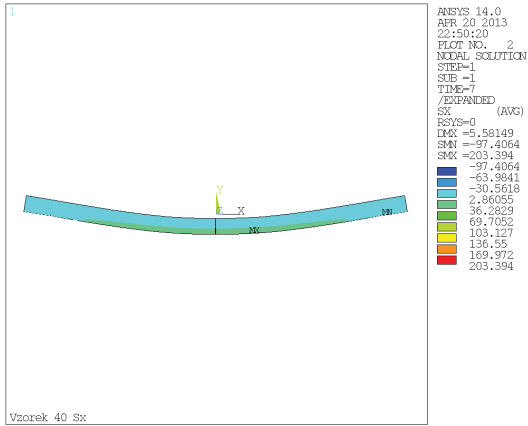 1
ANSYS 14.0
APR 20 2013
22:50:20
PLOT NO. 2
NODAL SOLUTION
STEP=1
SUB =1
TIME=7
/EXPANDED
SX (AVG)
RSYS=0
DMX =5.58149
SMN =-97.4064
SMX =203.394
-97.4064
-63.9841
-30.5618
2.86055
36.2829
69.7052
103.127
136.55
169.972
203.394
Y
X
MN
MX
Vzorek 40 Sx